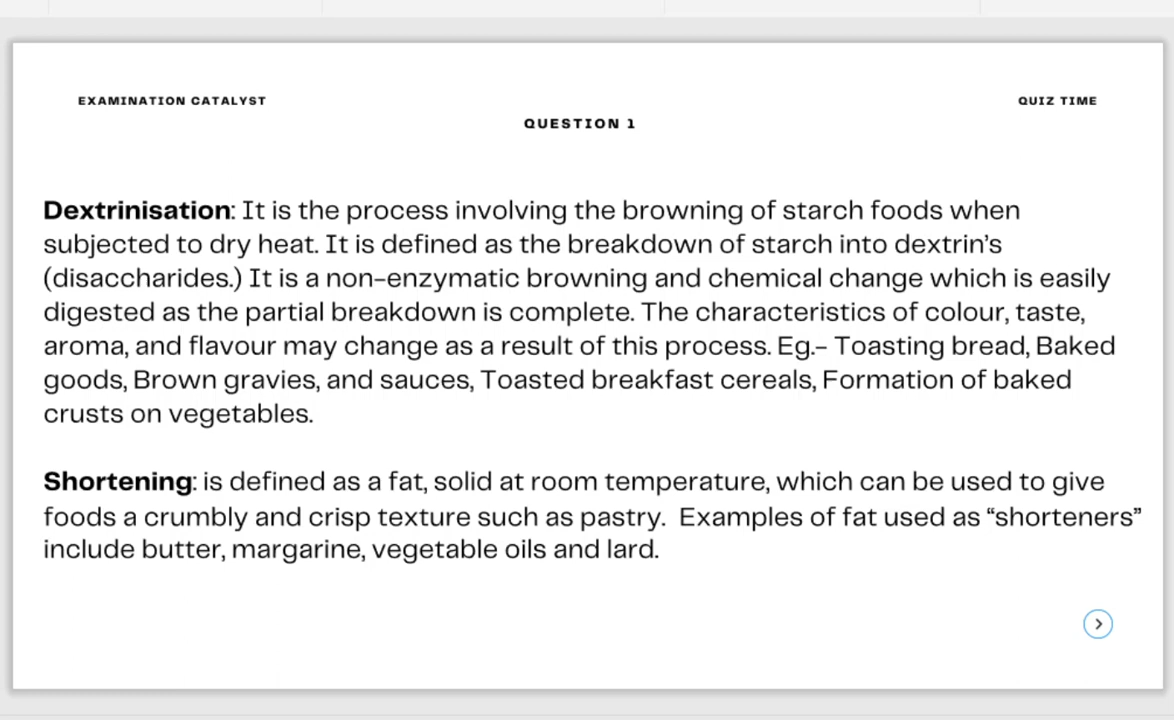 EXAMINATION CATALYST
QUIZ TIME
QUESTION 1
Dextrinisation: It is the process involving the browning of starch foods when
subjected to dry heat. It is defined as the breakdown of starch into dextrin’s
(disaccharides.) It is a non-enzymatic browning and chemical change which is easily
digested as the partial breakdown is complete. The characteristics of colour, taste,
aroma, and flavour may change as a result of this process. Eg.- Toasting bread, Baked
goods, Brown gravies, and sauces, Toasted breakfast cereals, Formation of baked
crusts on vegetables.
Shortening: is defined as a fat, solid at room temperature, which can be used to give
foods a crumbly and crisp texture such as pastry.  Examples of fat used as “shorteners”
include butter, margarine, vegetable oils and lard.